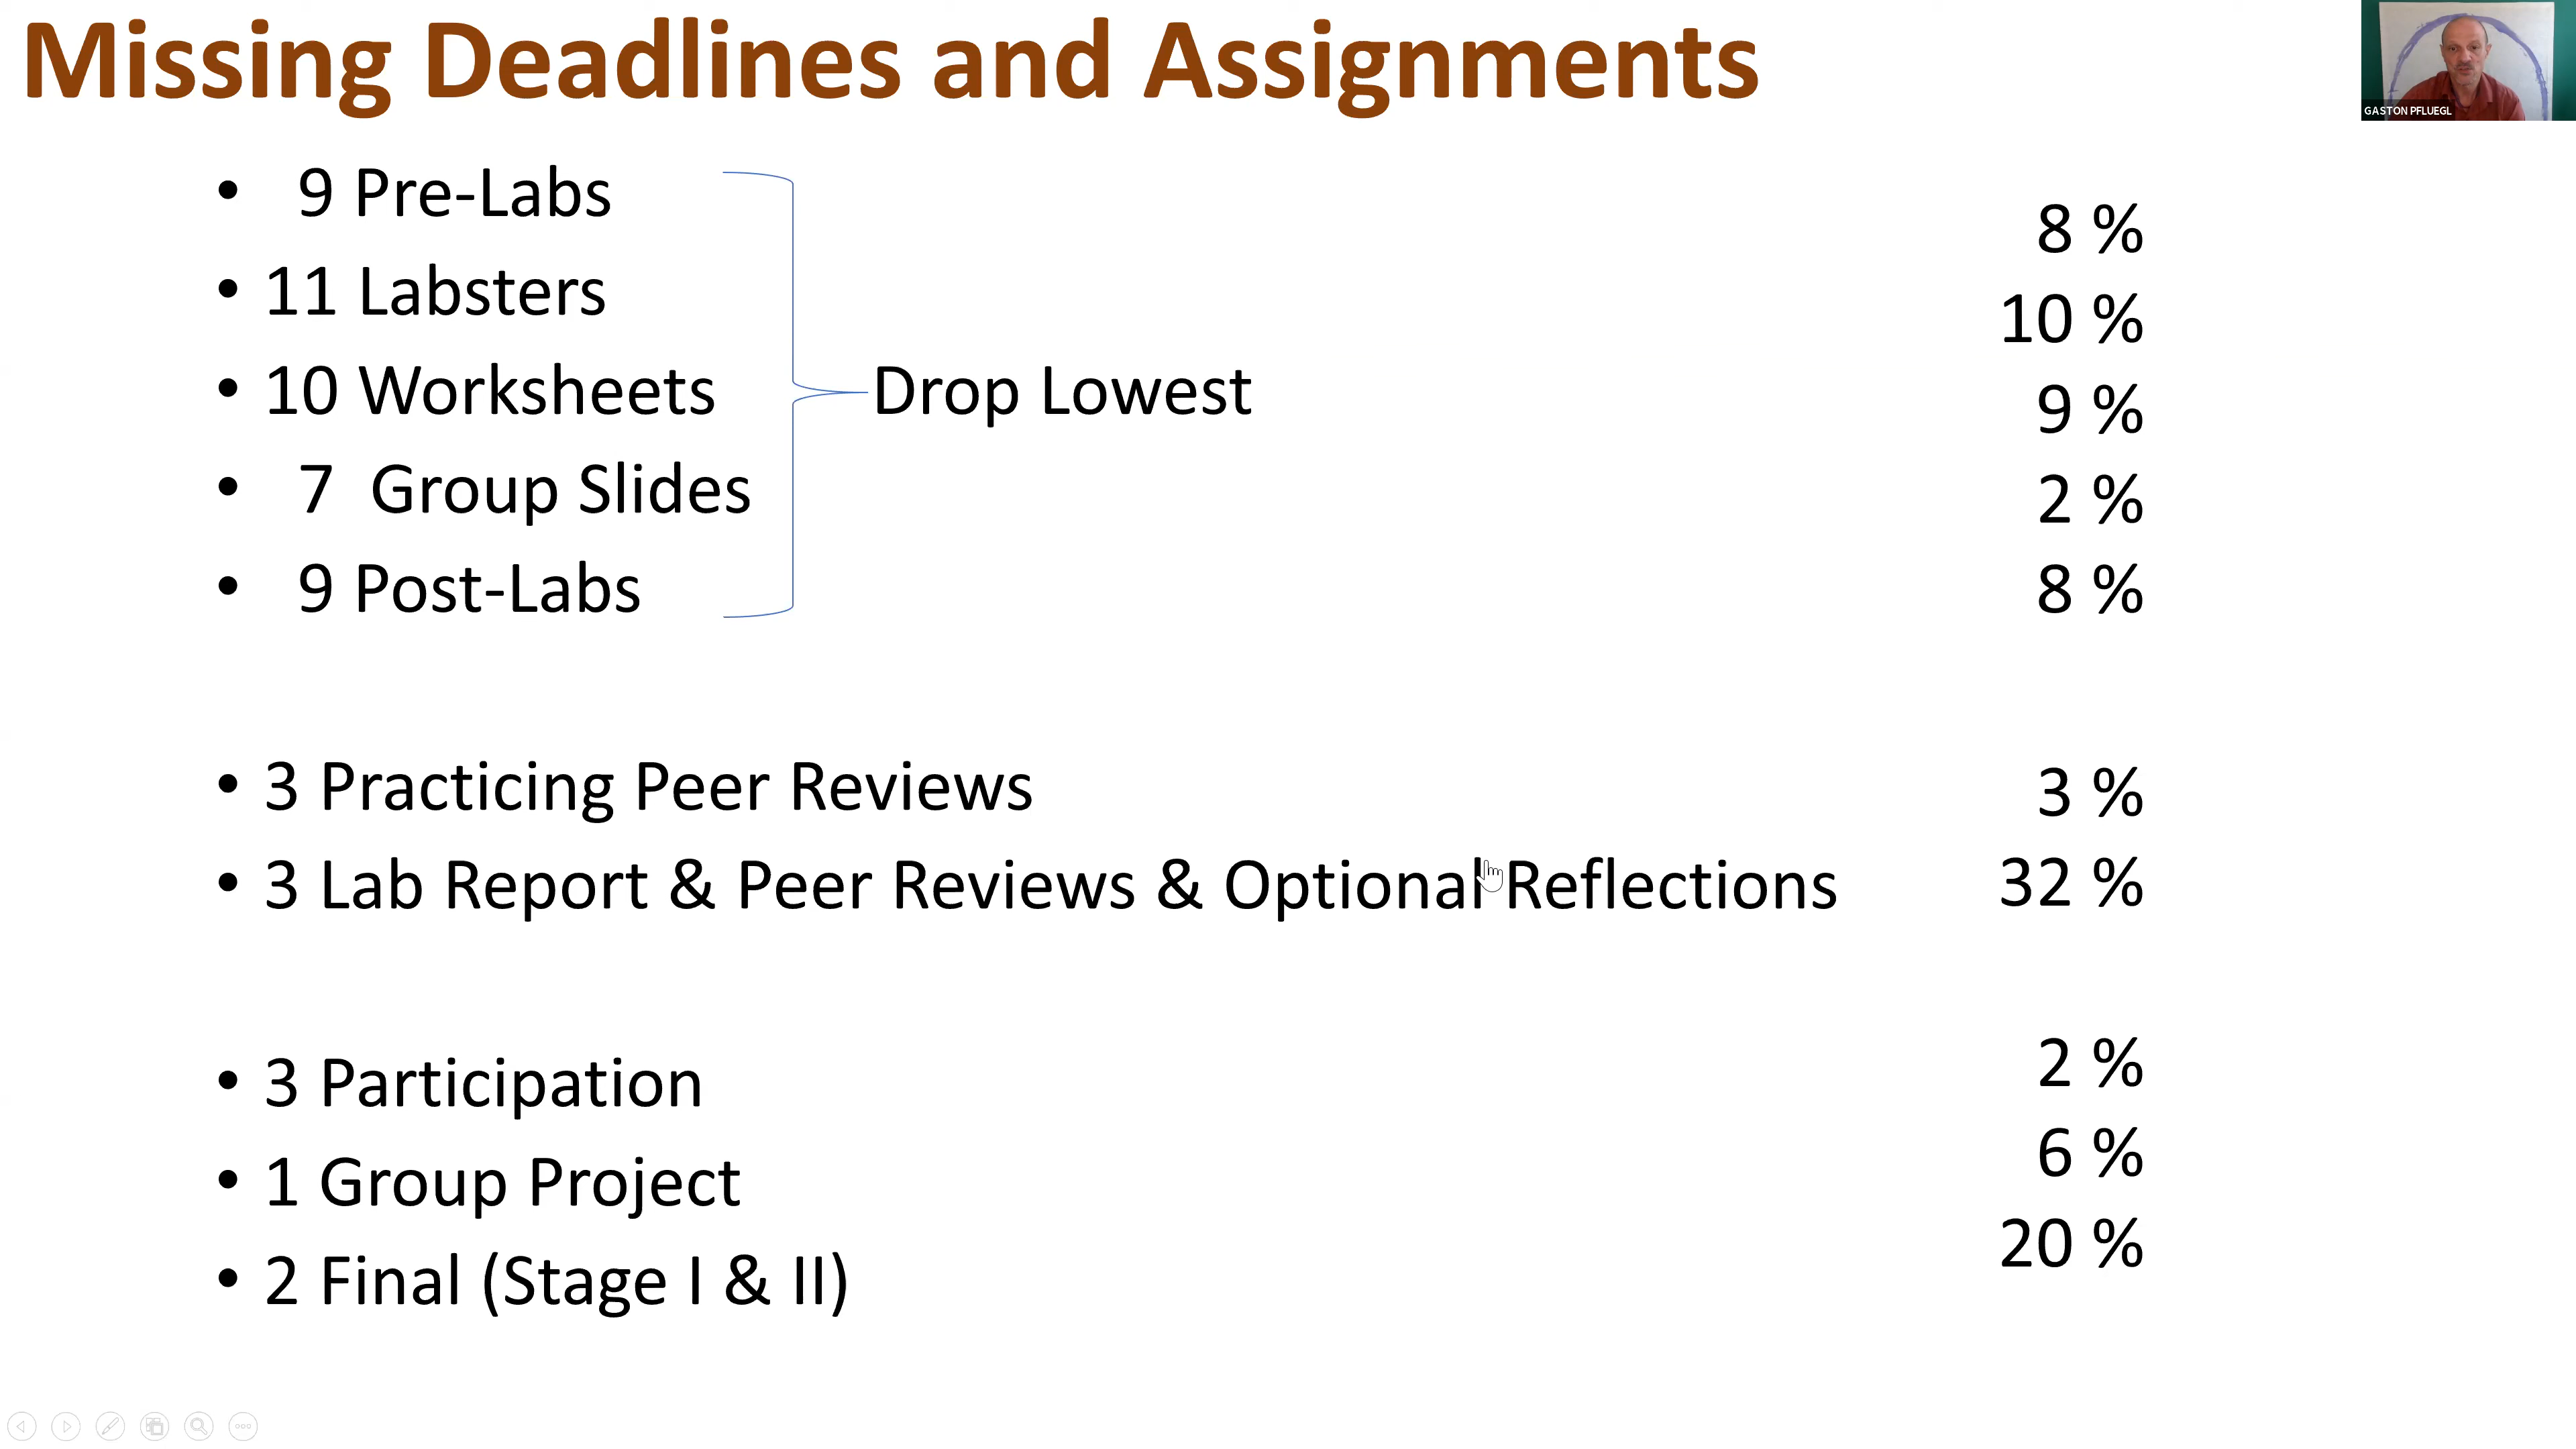 Missing Deadlines and Assignments
GASTON PFLUEGL
• 9 Pre-Labs 8 %
• 11 Labsters 10 %
• 10 Worksheets Drop Lowest 9 %
• 7 Group Slides 2 %
• 9 Post-Labs 8 %
• 3 Practicing Peer Reviews 3 %
• 3 Lab Report & Peer Reviews & Optional Reflections 32 %
• 3 Participation 2 %
• 1 Group Project 6 %
• 2 Final (Stage I & II) 20 %